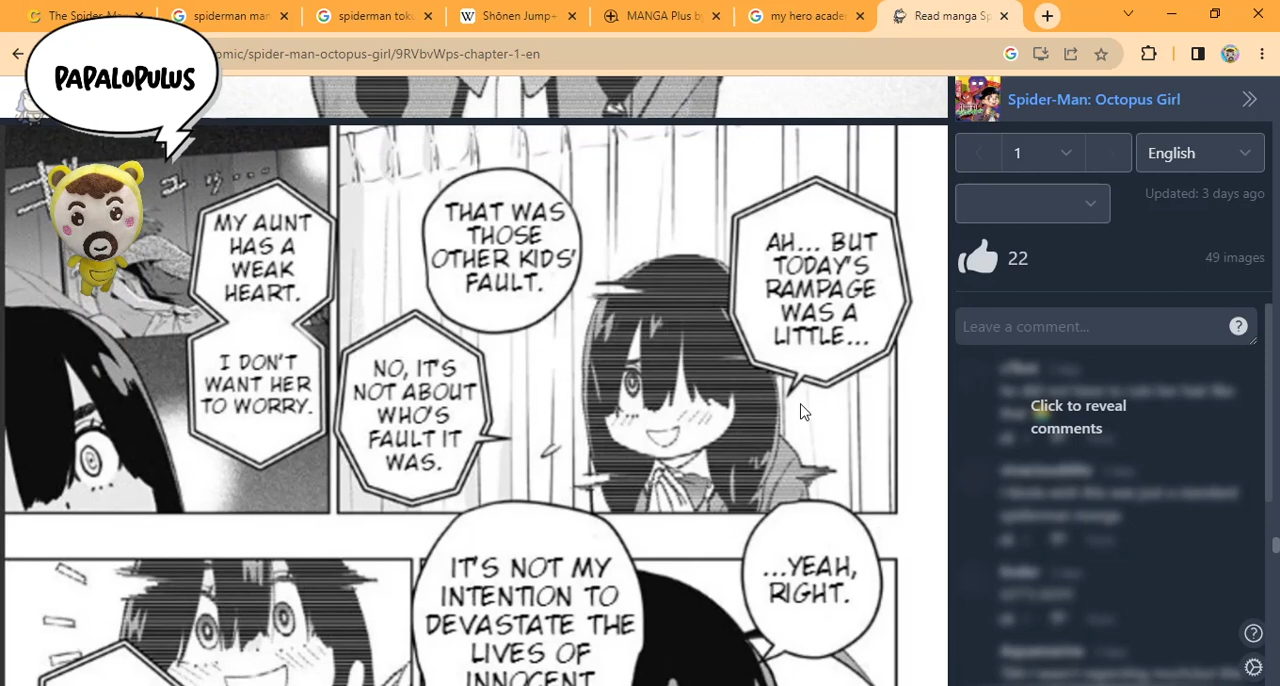 The Spider-Man
spiderman man
spiderman toku
Shōnen Jump+
MANGA Plus by
my hero acader
Read manga Sp
omic/spider-man-octopus-girl/9RVbvWps-chapter-1-en
PAPALOPULUS
Spider-Man: Octopus Girl
1
English
Updated: 3 days ago
22
49 images
Leave a comment...
Click to reveal
comments
AH... BUT
TODAY'S
RAMPAGE
WAS A
LITTLE...
THAT WAS
THOSE
OTHER KIDS'
FAULT.
NO, IT'S
NOT ABOUT
WHO'S
FAULT IT
WAS.
MY AUNT
HAS A
WEAK
HEART.
I DON'T
WANT HER
TO WORRY.
...YEAH,
RIGHT.
IT'S NOT MY
INTENTION TO
DEVASTATE THE
LIVES OF
INNOCENT